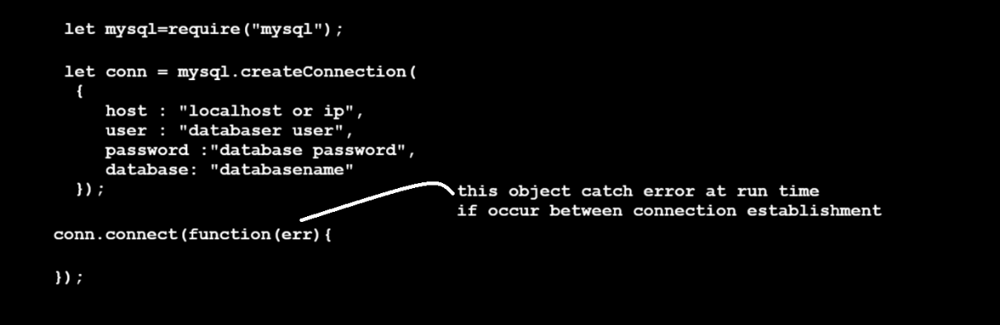 let mysql=require("mysql");
let conn = mysql.createConnection(
{
host : "localhost or ip",
user : "databaser user",
password :"database password",
database: "databasename"
});
this object catch error at run time
if occur between connection establishment
conn.connect(function(err){
});